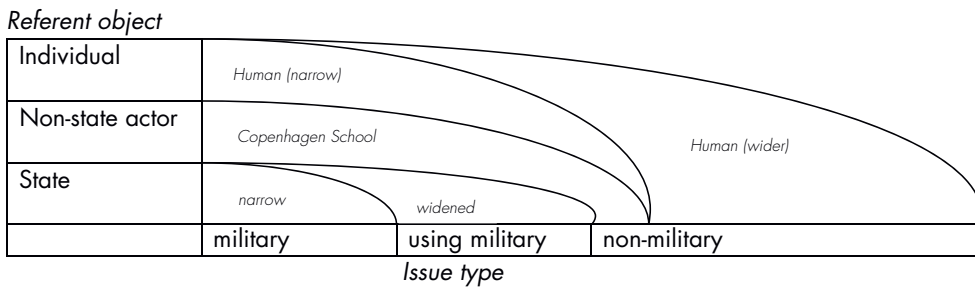 Referent object
Individual
Human (narrow)
Non-state actor
Copenhagen School
Human (wider)
State
narrow
widened
military
using military
non-military
Issue type